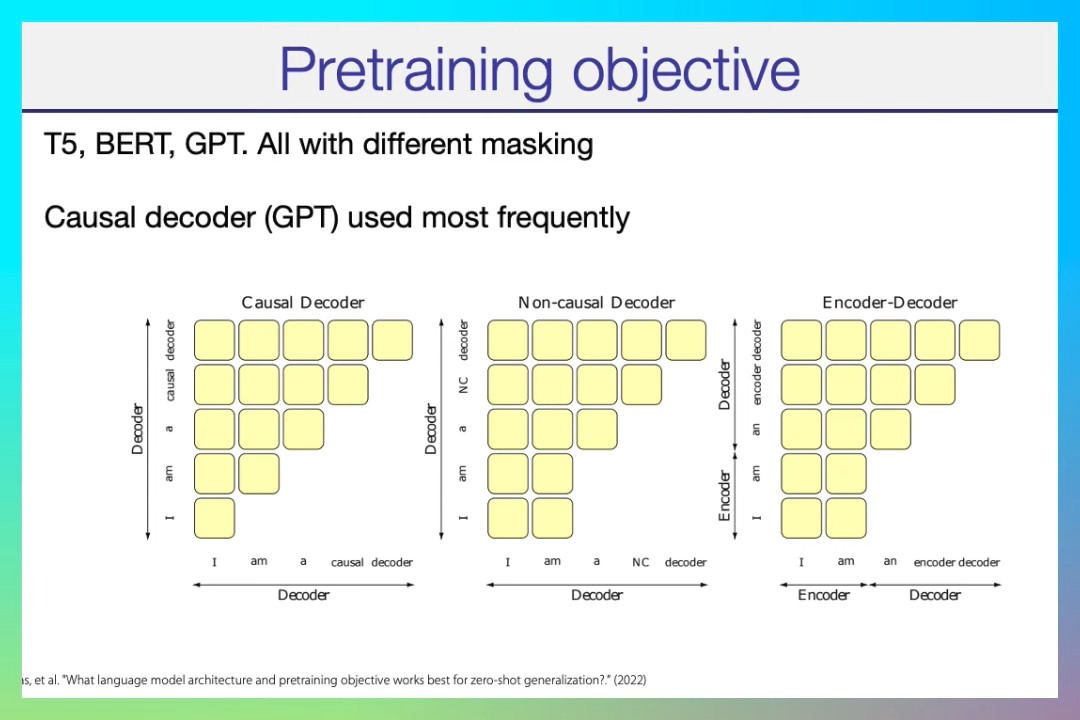 Pretraining objective
T5, BERT, GPT. All with different masking
Causal decoder (GPT) used most frequently
Causal Decoder
Decoder
decoder
causal
a
am
I
I am a causal decoder
Decoder
Non-causal Decoder
Decoder
decoder
NC
a
am
I
I am a NC decoder
Decoder
Encoder-Decoder
Decoder
Encoder
decoder
encoder
an
am
I
I am an encoder decoder
Encoder Decoder
et al. "What language model architecture and pretraining objective works best for zero-shot generalization?." (2022)